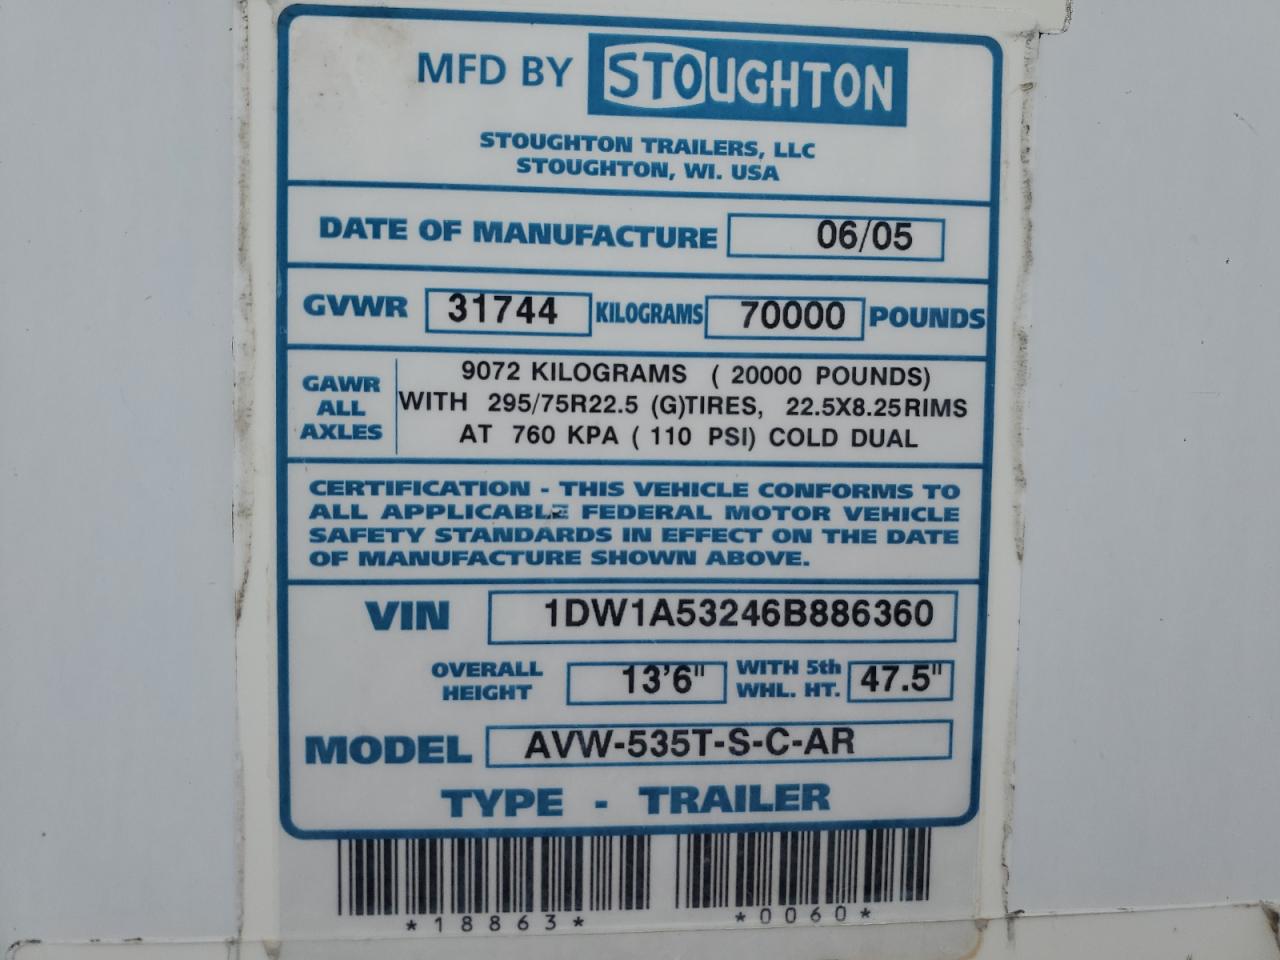 MFD BY STOUGHTON
STOUGHTON TRAILERS, LLC
STOUGHTON, WI. USA
DATE OF MANUFACTURE 06/05
GVWR 31744 KILOGRAMS 70000 POUNDS
GAWR ALL AXLES
9072 KILOGRAMS ( 20000 POUNDS)
WITH 295/75R22.5 (G)TIRES, 22.5X8.25RIMS
AT 760 KPA ( 110 PSI) COLD DUAL
CERTIFICATION - THIS VEHICLE CONFORMS TO
ALL APPLICABLE FEDERAL MOTOR VEHICLE
SAFETY STANDARDS IN EFFECT ON THE DATE
OF MANUFACTURE SHOWN ABOVE.
VIN 1DW1A53246B886360
OVERALL HEIGHT 13'6" WITH 5th WHL. HT. 47.5"
MODEL AVW-535T-S-C-AR
TYPE - TRAILER
*18863* *0060*